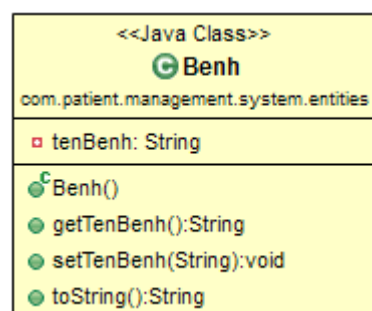 <<Java Class>>
Benh
com.patient.management.system.entities
tenBenh: String
Benh()
getTenBenh():String
setTenBenh(String):void
toString():String